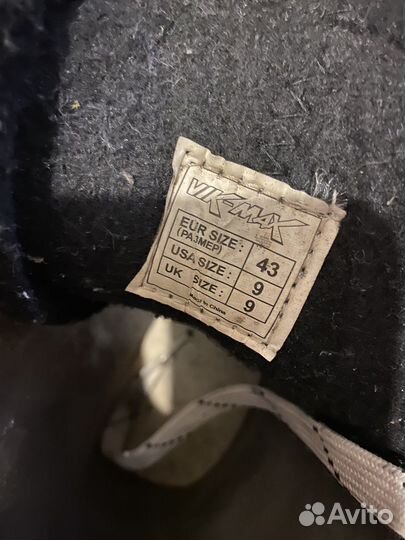 VIK-MAX
EUR SIZE: 43
(РАЗМЕР)
USA SIZE: 9
UK SIZE: 9
Made in China
Avito